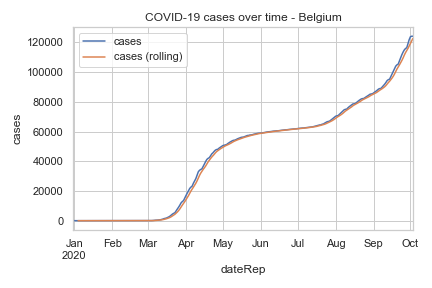 COVID-19 cases over time - Belgium
cases
cases (rolling)
120000
100000
80000
60000
40000
20000
0
cases
Jan Feb Mar Apr May Jun Jul Aug Sep Oct
2020
dateRep